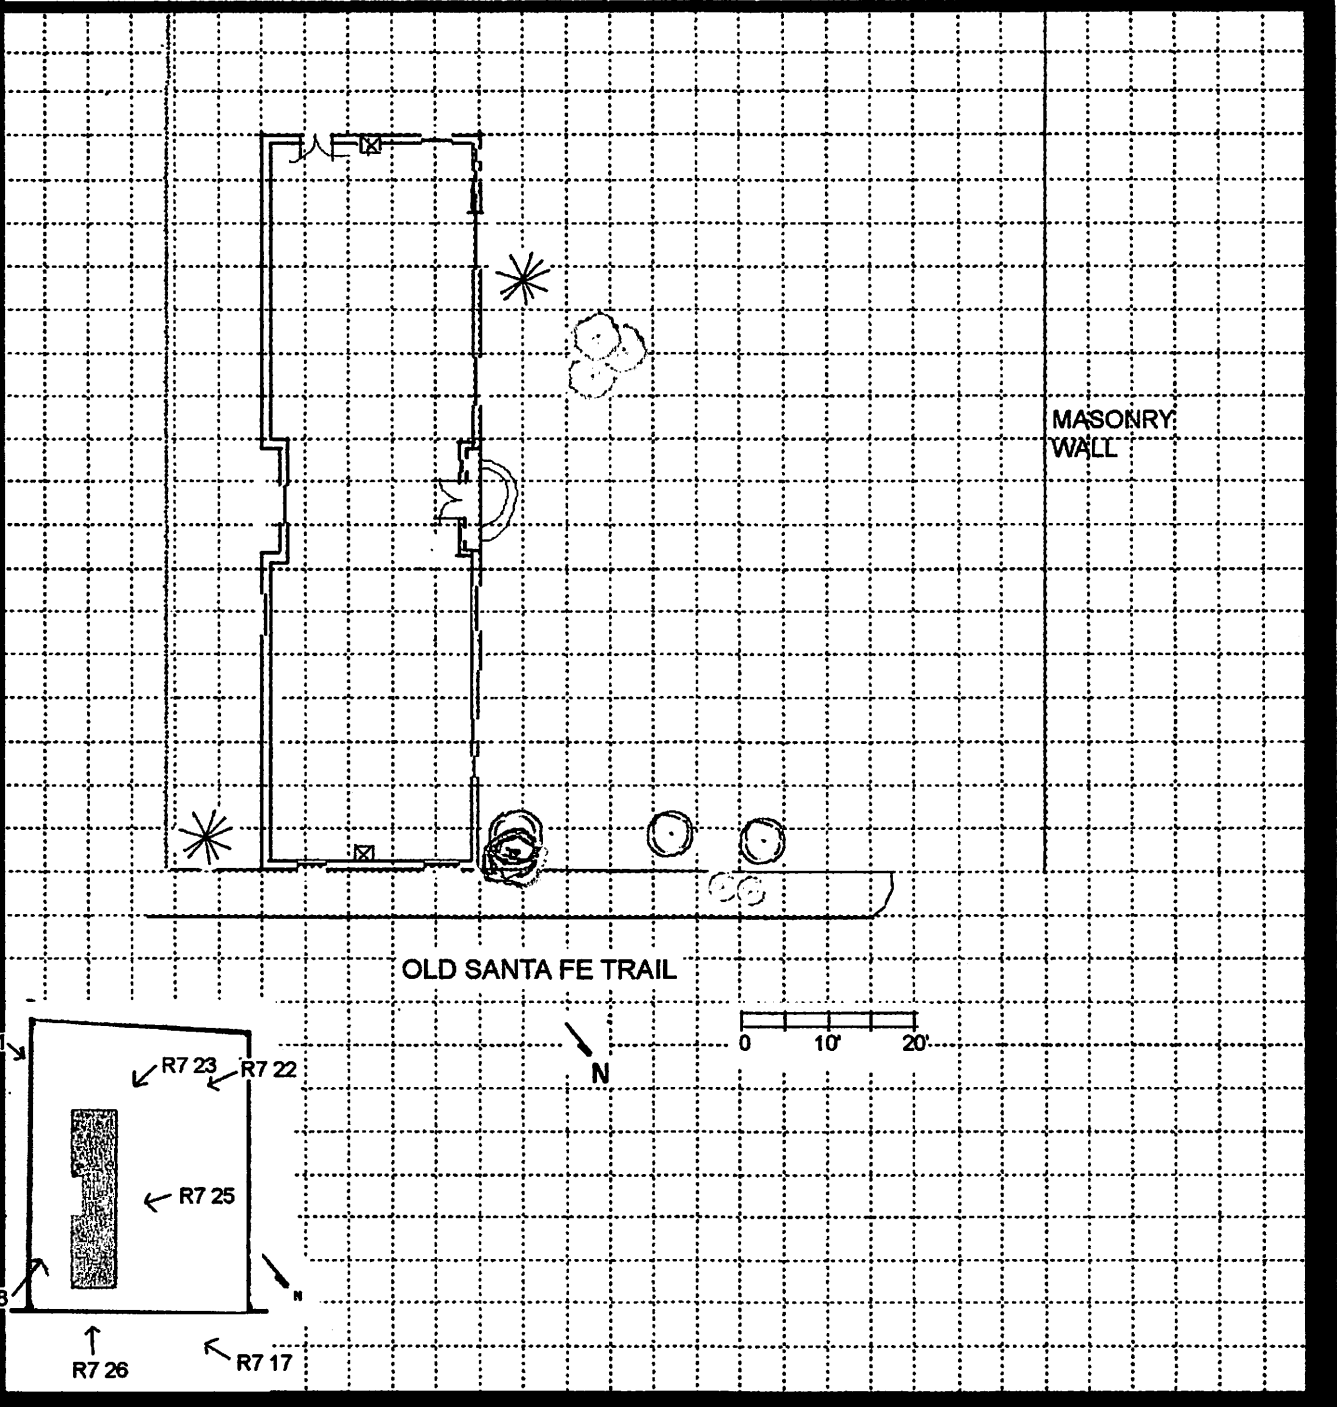 MASONRY
WALL
OLD SANTA FE TRAIL
0 10' 20'
N
R7 23
R7 22
R7 25
N
R7 26
R7 17